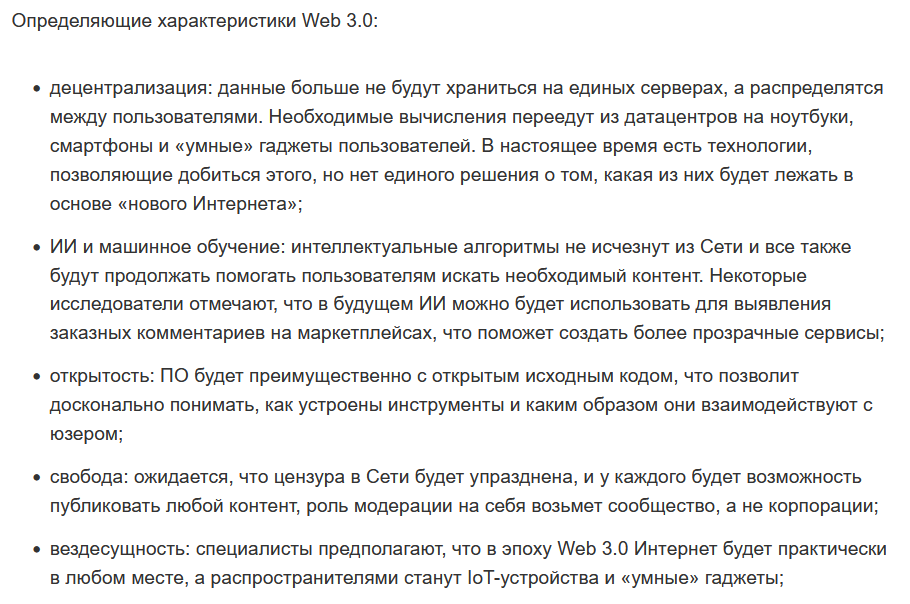 Определяющие характеристики Web 3.0:
• децентрализация: данные больше не будут храниться на единых серверах, а распределятся
между пользователями. Необходимые вычисления переедут из датацентров на ноутбуки,
смартфоны и «умные» гаджеты пользователей. В настоящее время есть технологии,
позволяющие добиться этого, но нет единого решения о том, какая из них будет лежать в
основе «нового Интернета»;
• ИИ и машинное обучение: интеллектуальные алгоритмы не исчезнут из Сети и все также
будут продолжать помогать пользователям искать необходимый контент. Некоторые
исследователи отмечают, что в будущем ИИ можно будет использовать для выявления
заказных комментариев на маркетплейсах, что поможет создать более прозрачные сервисы;
• открытость: ПО будет преимущественно с открытым исходным кодом, что позволит
досконально понимать, как устроены инструменты и каким образом они взаимодействуют с
юзером;
• свобода: ожидается, что цензура в Сети будет упразднена, и у каждого будет возможность
публиковать любой контент, роль модерации на себя возьмет сообщество, а не корпорации;
• вездесущность: специалисты предполагают, что в эпоху Web 3.0 Интернет будет практически
в любом месте, а распространителями станут IoT-устройства и «умные» гаджеты;